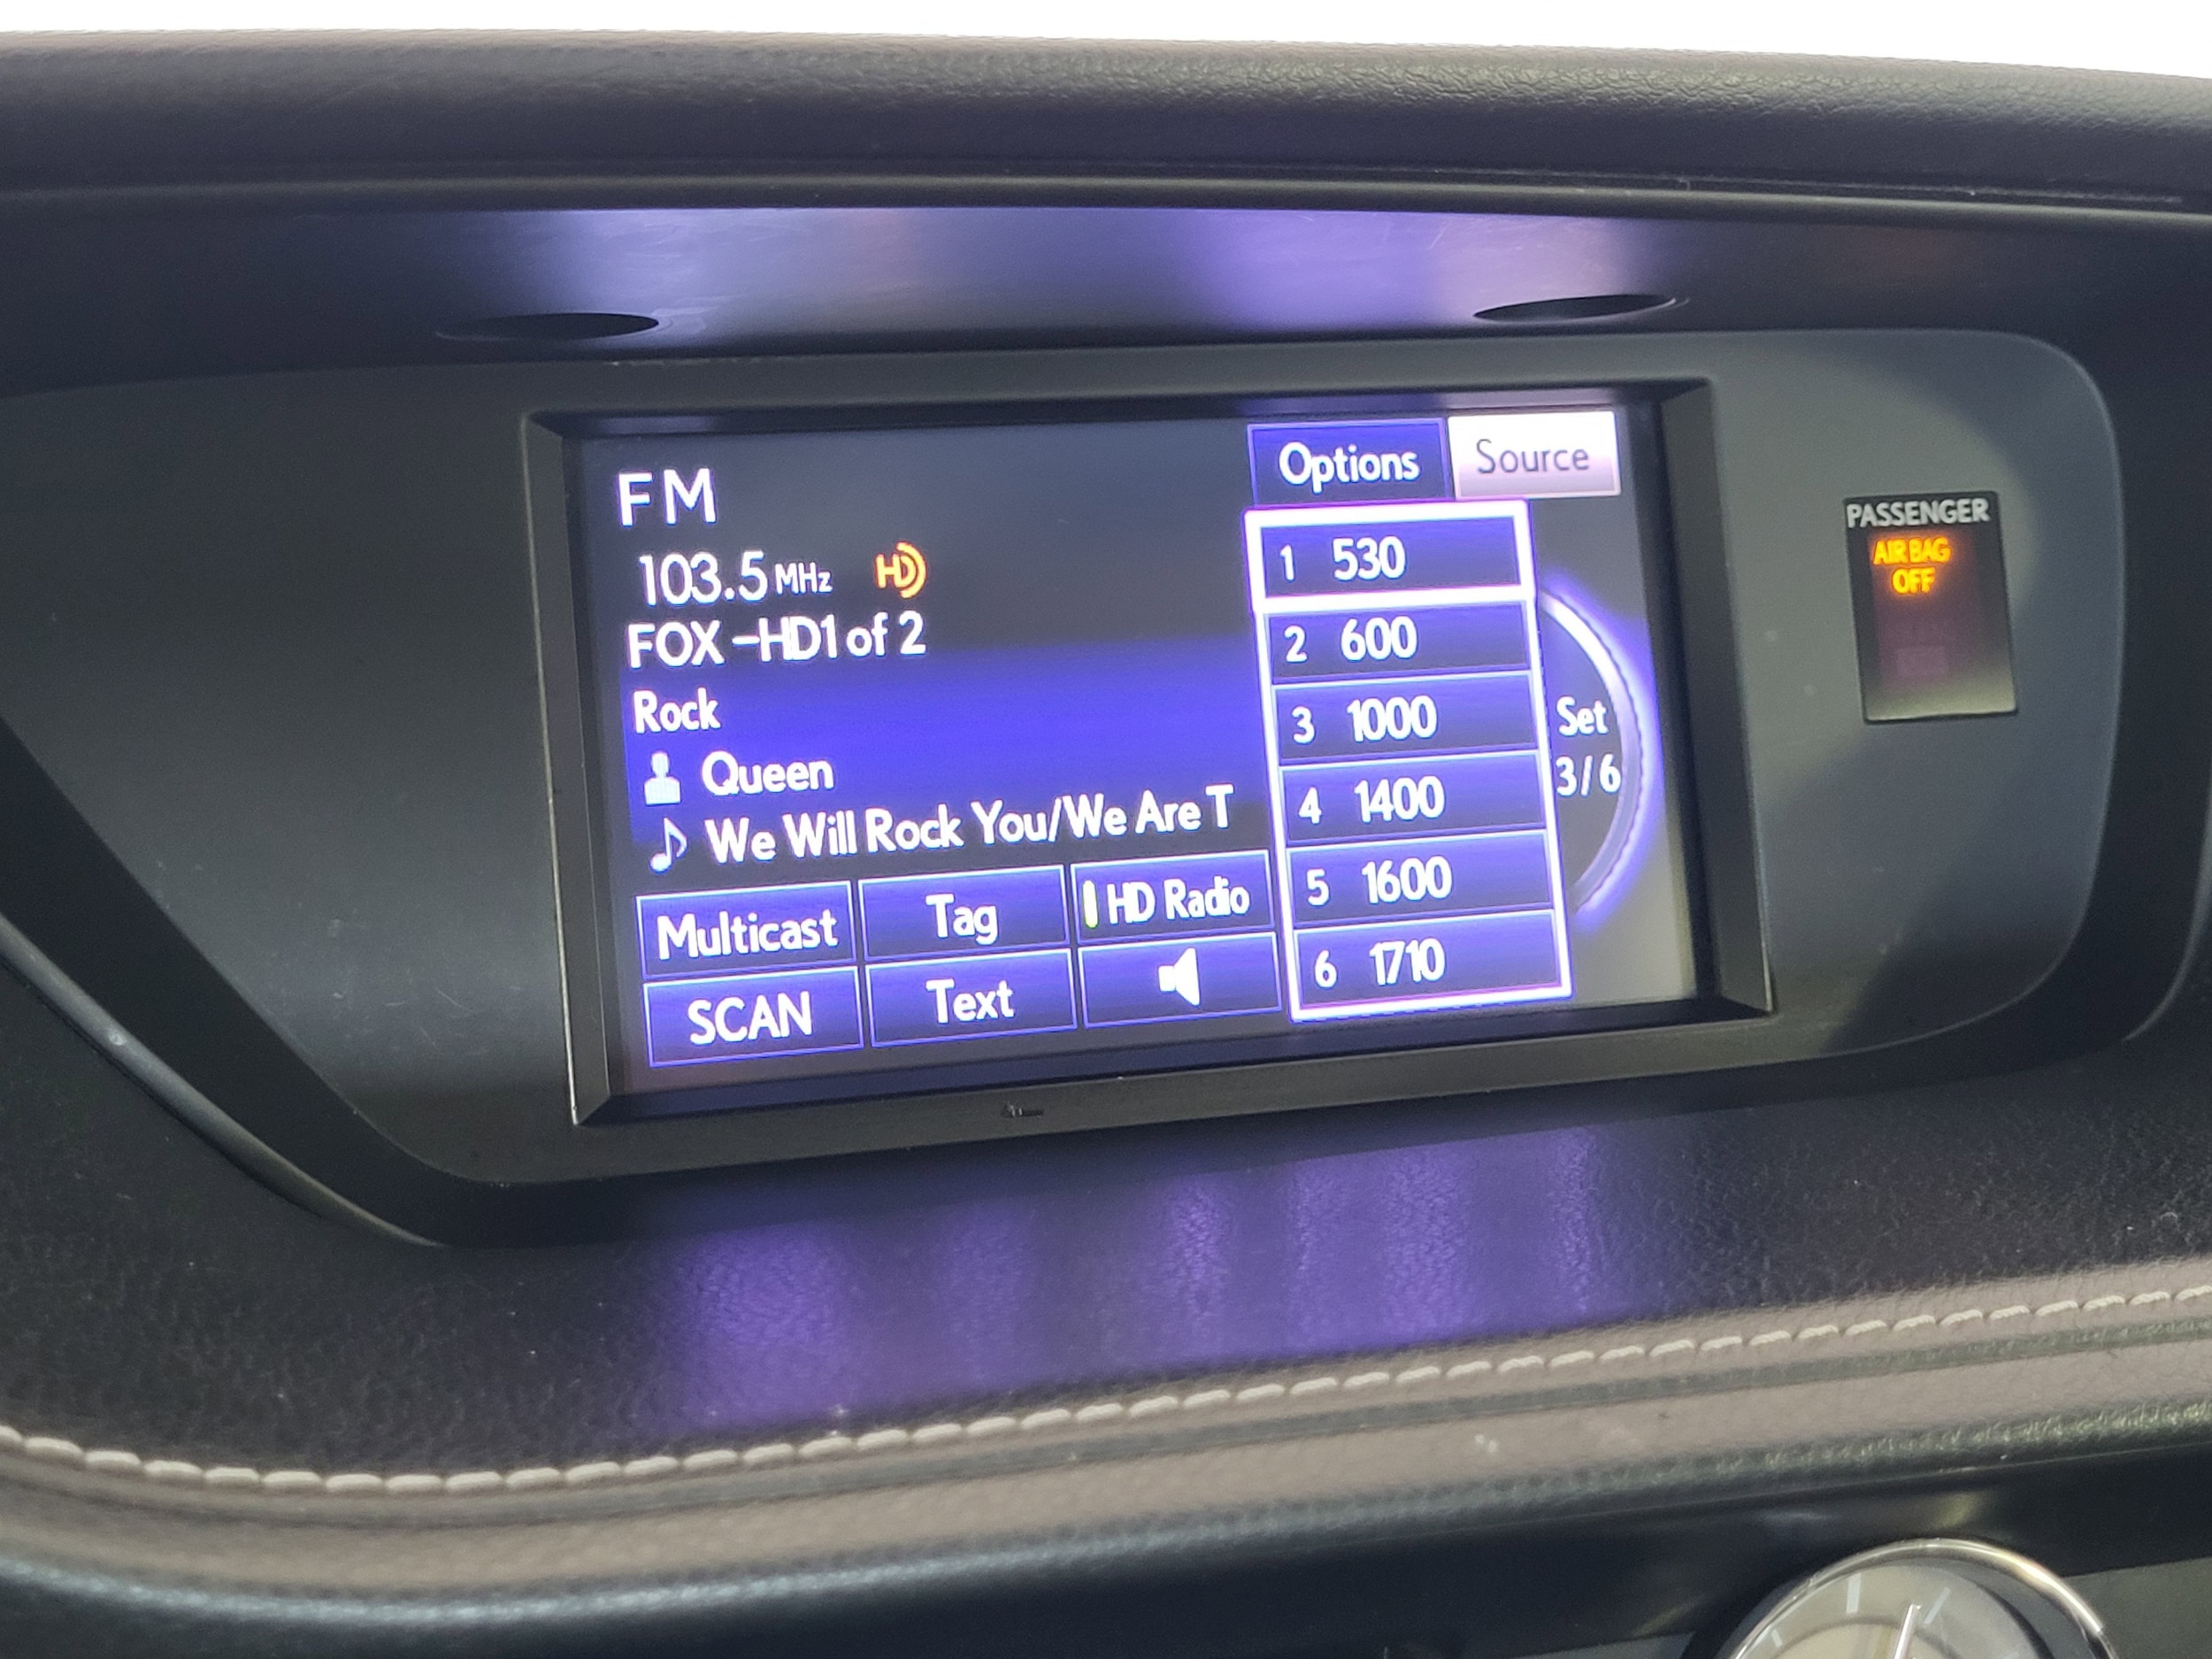 FM
Options
Source
103.5 MHz HD
FOX -HD1 of 2
Rock
Queen
We Will Rock You/We Are T
1 530
2 600
3 1000
4 1400
5 1600
6 1710
Set
3/6
Multicast
Tag
HD Radio
SCAN
Text
PASSENGER
AIR BAG
OFF